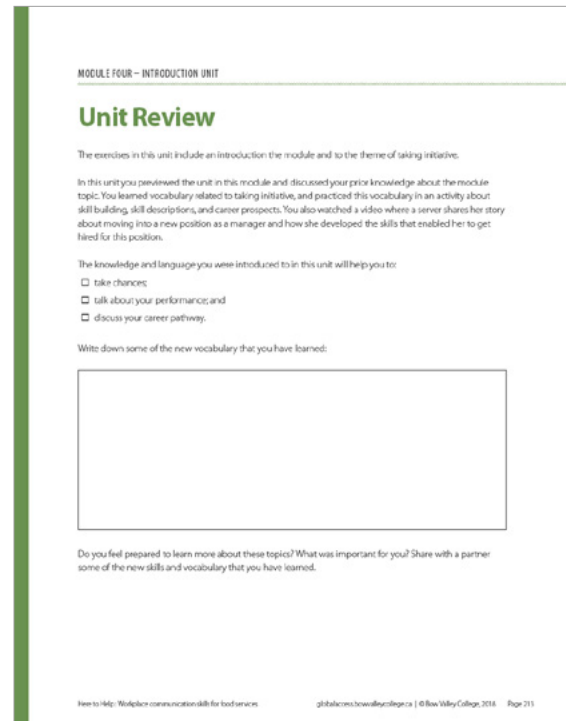 MODULE FOUR – INTRODUCTION UNIT
Unit Review
The exercises in this unit include an introduction the module and to the theme of taking initiative.
In this unit you previewed the unit in this module and discussed your prior knowledge about the module
topic. You learned vocabulary related to taking initiative, and practiced this vocabulary in an activity about
skill building, skill descriptions, and career prospects. You also watched a video where a server shares her story
about moving into a new position as a manager and how she developed the skills that enabled her to get
hired for this position.
The knowledge and language you were introduced to in this unit will help you to:
☐ take chances;
☐ talk about your performance; and
☐ discuss your career pathway.
Write down some of the new vocabulary that you have learned:
Do you feel prepared to learn more about these topics? What was important for you? Share with a partner
some of the new skills and vocabulary that you have learned.
Here to Help: Workplace communication skills for food services globalaccess.bowvalleycollege.ca | © Bow Valley College, 2018 Page 215